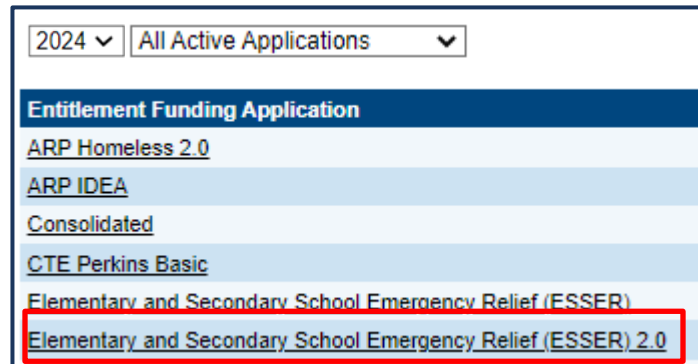 2024 All Active Applications
Entitlement Funding Application
ARP Homeless 2.0
ARP IDEA
Consolidated
CTE Perkins Basic
Elementary and Secondary School Emergency Relief (ESSER)
Elementary and Secondary School Emergency Relief (ESSER) 2.0